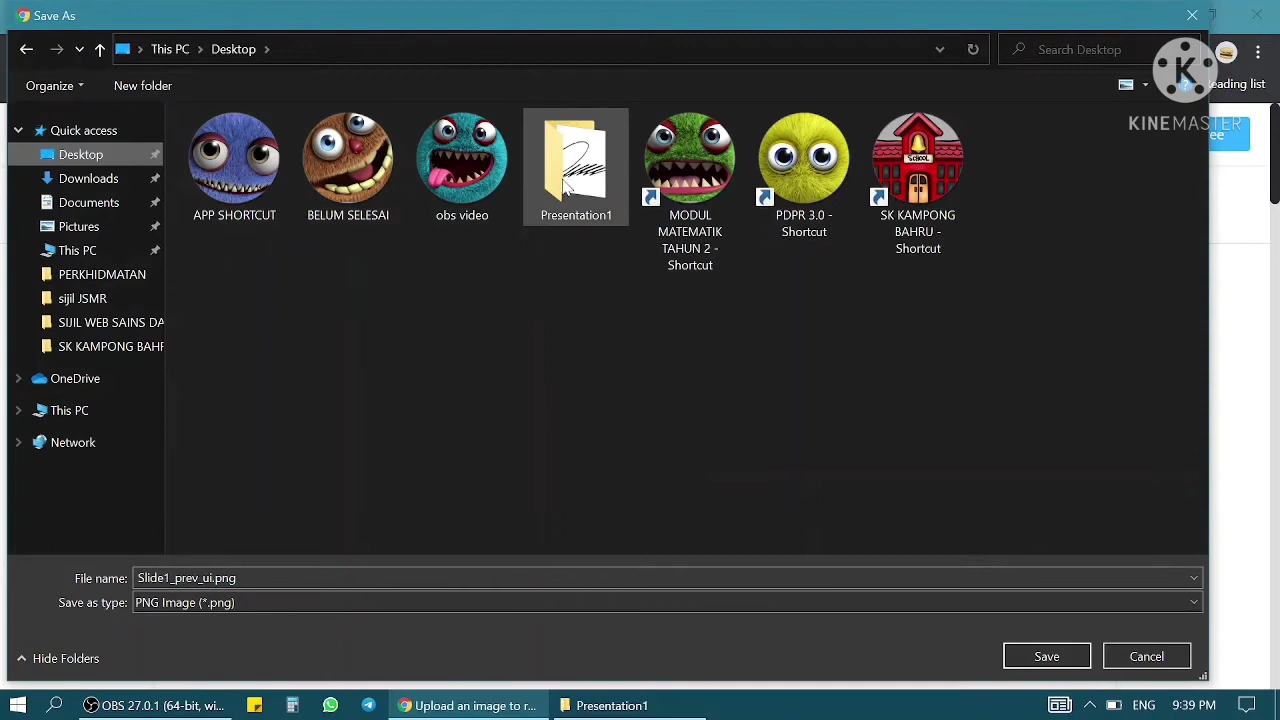 Save As
This PC
Desktop
Search Desktop
Organize
New folder
Reading list
KINEMASTER
K
ee
Quick access
Desktop
Downloads
Documents
Pictures
This PC
PERKHIDMATAN
sijil JSMR
SIJIL WEB SAINS DA
SK KAMPONG BAHR
OneDrive
This PC
Network
APP SHORTCUT
BELUM SELESAI
obs video
Presentation1
MODUL
MATEMATIK
TAHUN 2 -
Shortcut
PDPR 3.0 -
Shortcut
SCHOOL
SK KAMPONG
BAHRU -
Shortcut
File name:
Slide1_prev_ui.png
Save as type:
PNG Image (*.png)
Hide Folders
Save
Cancel
OBS 27.0.1 (64-bit, wi...
Upload an image to r...
Presentation1
ENG
9:39 PM